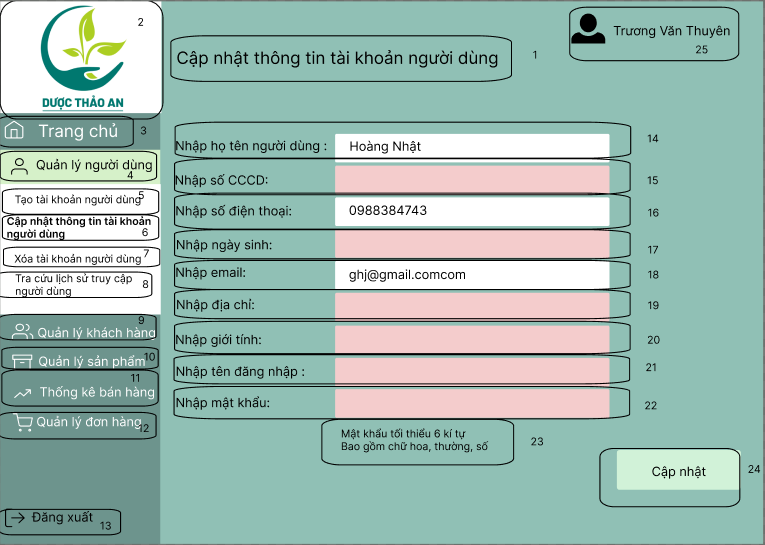 2
DƯỢC THẢO AN
Cập nhật thông tin tài khoản người dùng
1
Trương Văn Thuyên
25
Trang chủ
3
Quản lý người dùng
4
Tạo tài khoản người dùng
5
Cập nhật thông tin tài khoản
người dùng
6
Xóa tài khoản người dùng
7
Tra cứu lịch sử truy cập
người dùng
8
9
Quản lý khách hàng
Quản lý sản phẩm
10
11
Thống kê bán hàng
Quản lý đơn hàng
12
Đăng xuất
13
Nhập họ tên người dùng :
Hoàng Nhật
14
Nhập số CCCD:
15
Nhập số điện thoại:
0988384743
16
Nhập ngày sinh:
17
Nhập email:
ghj@gmail.comcom
18
Nhập địa chỉ:
19
Nhập giới tính:
20
Nhập tên đăng nhập :
21
Nhập mật khẩu:
22
Mật khẩu tối thiểu 6 kí tự
Bao gồm chữ hoa, thường, số
23
Cập nhật
24